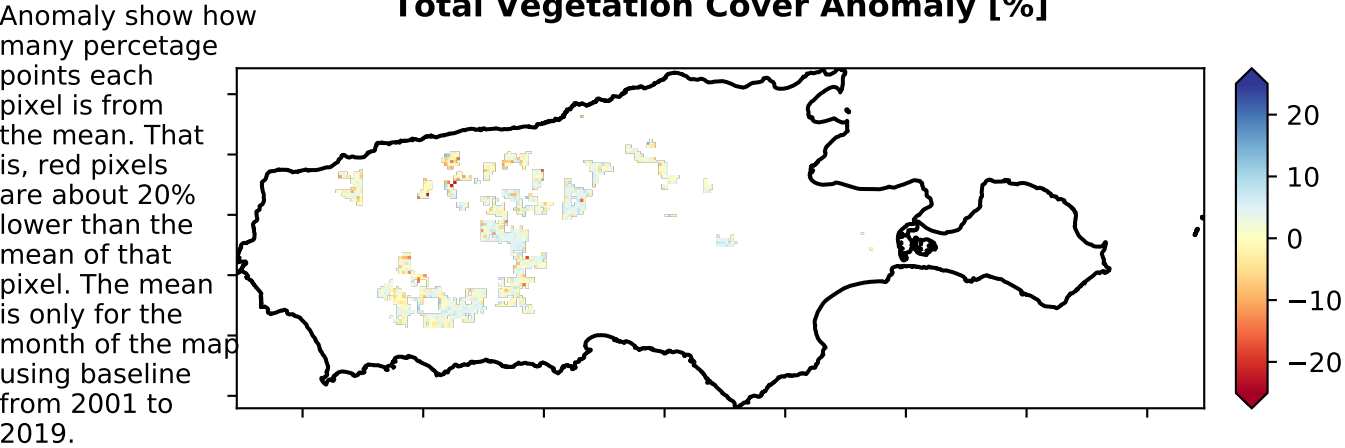 Total Vegetation Cover Anomaly [%]
Anomaly show how
many percetage
points each
pixel is from
the mean. That
is, red pixels
are about 20%
lower than the
mean of that
pixel. The mean
is only for the
month of the map
using baseline
from 2001 to
2019.
20
10
0
−10
−20